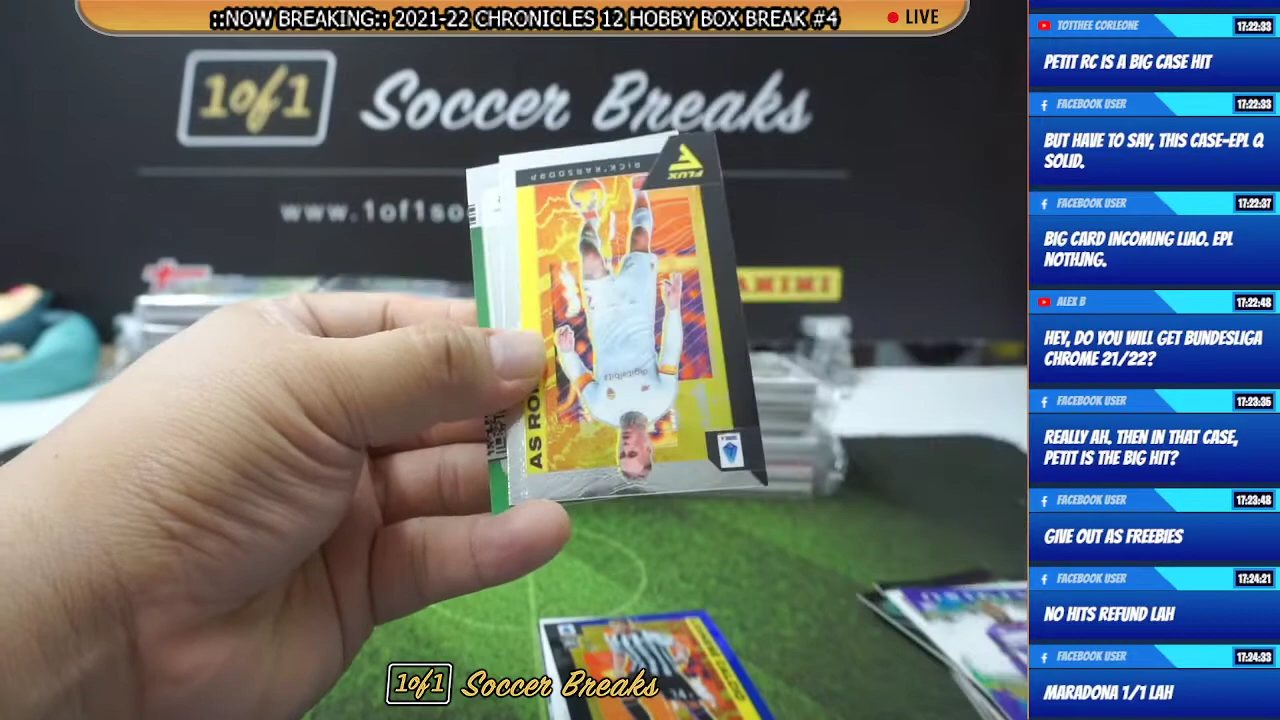 ::NOW BREAKING:: 2021-22 CHRONICLES 12 HOBBY BOX BREAK #4
LIVE
1of1 Soccer Breaks
www.1of1so
PANINI
FLUX
RICK KARSDORP
digitalbits
AS RO
1of1 Soccer Breaks
TOTTHEE CORLEONE 17:22:33
PETIT RC IS A BIG CASE HIT
FACEBOOK USER 17:22:33
BUT HAVE TO SAY, THIS CASE-EPL Q
SOLID.
FACEBOOK USER 17:22:37
BIG CARD INCOMING LIAO. EPL
NOTHJNG.
ALEX B 17:22:48
HEY, DO YOU WILL GET BUNDESLIGA
CHROME 21/22?
FACEBOOK USER 17:23:35
REALLY AH. THEN IN THAT CASE,
PETIT IS THE BIG HIT?
FACEBOOK USER 17:23:48
GIVE OUT AS FREEBIES
FACEBOOK USER 17:24:21
NO HITS REFUND LAH
FACEBOOK USER 17:24:33
MARADONA 1/1 LAH